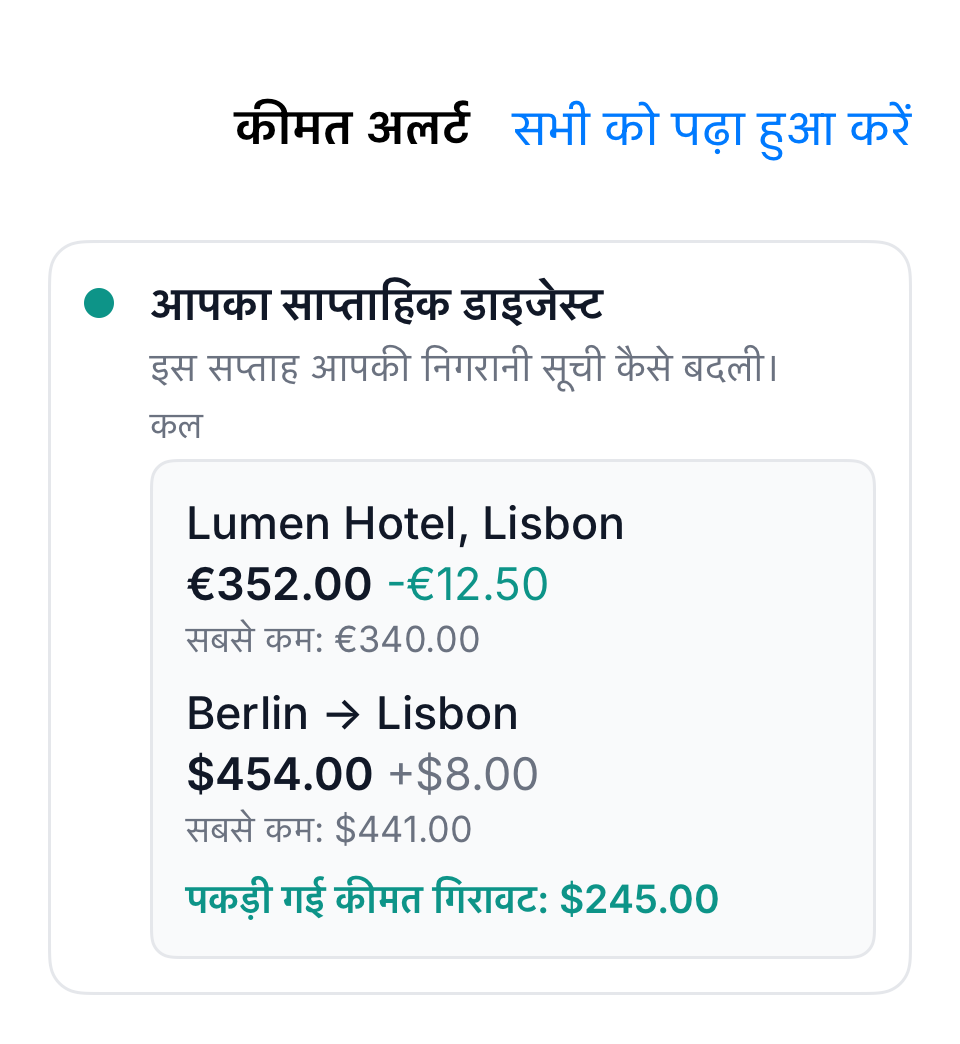 कीमत अलर्ट सभी को पढ़ा हुआ करें
आपका साप्ताहिक डाइजेस्ट
इस सप्ताह आपकी निगरानी सूची कैसे बदली।
कल
Lumen Hotel, Lisbon
€352.00 -€12.50
सबसे कम: €340.00
Berlin → Lisbon
$454.00 +$8.00
सबसे कम: $441.00
पकड़ी गई कीमत गिरावट: $245.00